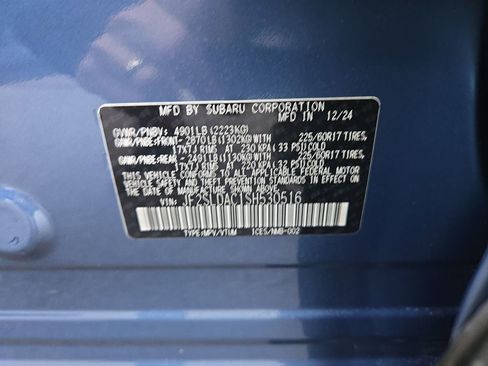 MFD BY SUBARU CORPORATION
MFD. IN 12/24
GVWR/PNBV: 4901LB(2223KG)
GAWR/PNBE:FRONT- 2870LB(1302KG)WITH 225/60R17 TIRES,
17X7J RIMS AT 230 KPA(33 PSI)COLD
GAWR/PNBE:REAR -2491LB(1130KG)WITH 225/60R17 TIRES,
17X7J RIMS AT 220 KPA(32 PSI)COLD
THIS VEHICLE CONFORMS TO ALL APPLICABLE FEDERAL MOTOR VEHICLE
SAFETY, BUMPER, AND THEFT PREVENTION STANDARDS IN EFFECT ON
THE DATE OF MANUFACTURE SHOWN ABOVE.
VIN: JF2SLDAC1SH530516
TYPE:MPV/VTUM ICES/NMB-002